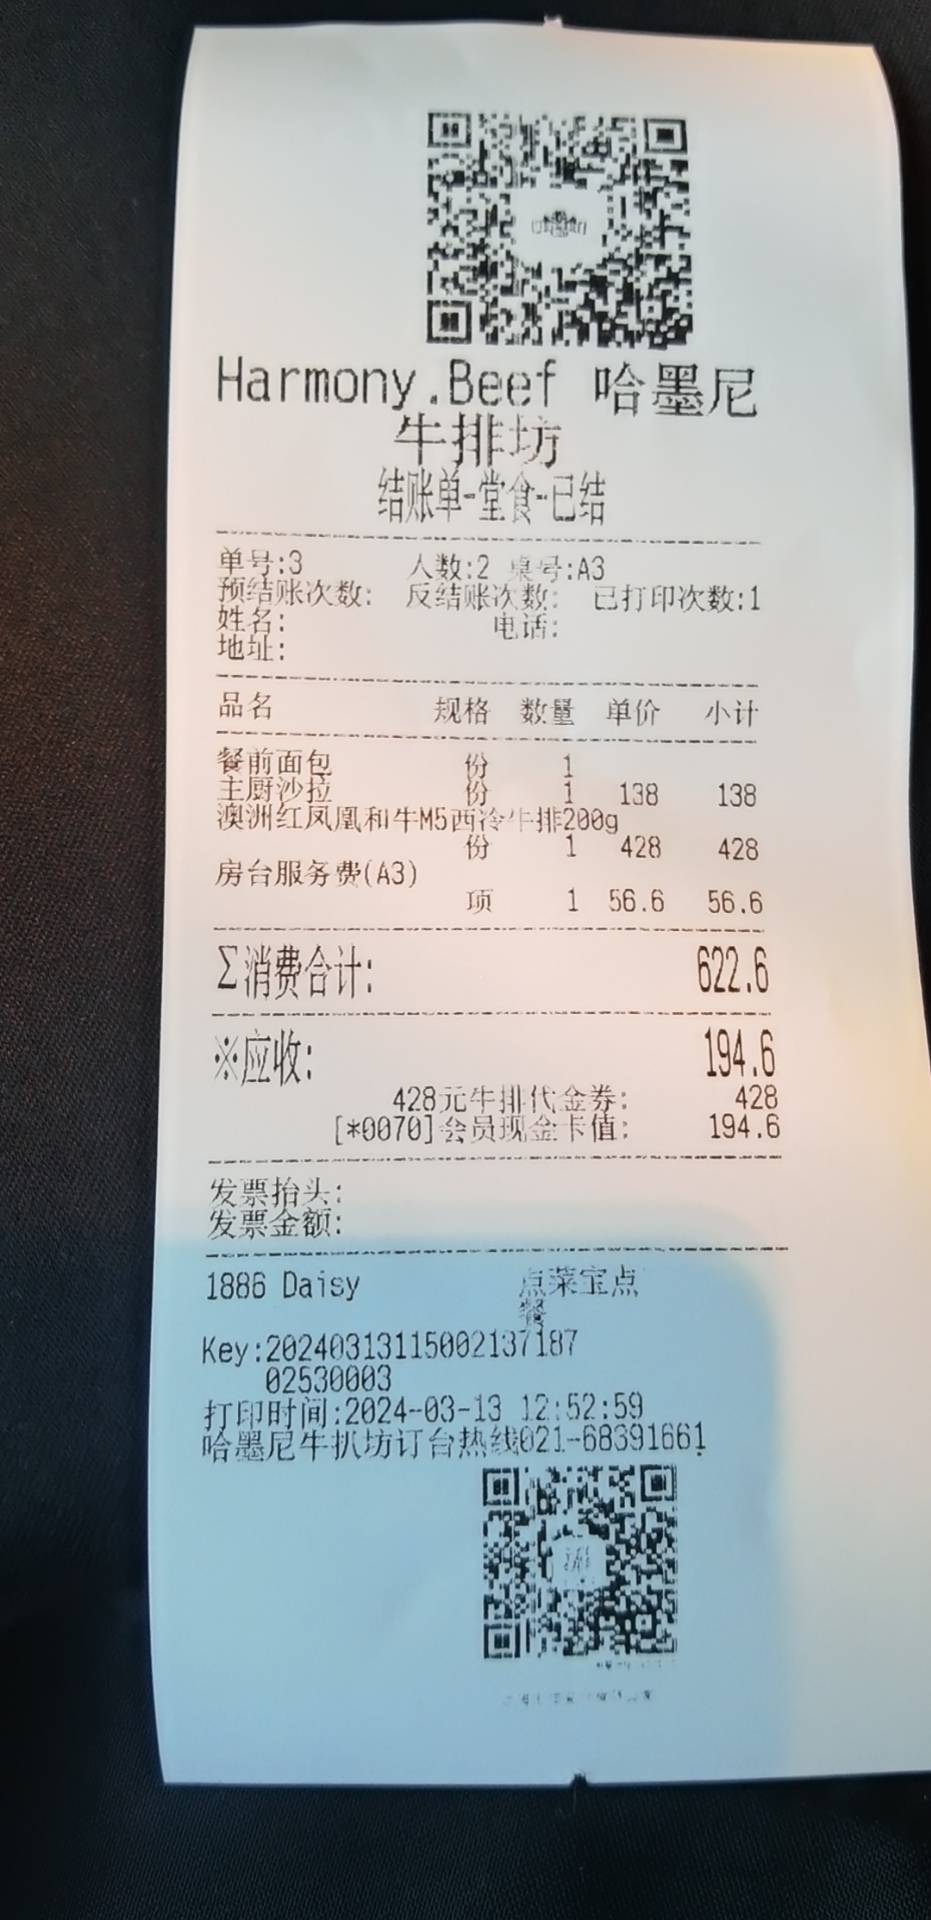 Harmony.Beef 哈墨尼
牛排坊
结账单-堂食-已结
单号:3 人数:2 桌号:A3
预结账次数: 反结账次数: 已打印次数:1
姓名: 电话:
地址:
品名 规格 数量 单价 小计
餐前面包 份 1
主厨沙拉 份 1 138 138
澳洲红凤凰和牛M5西冷牛排200g
份 1 428 428
房台服务费(A3)
项 1 56.6 56.6
Σ消费合计: 622.6
※应收: 194.6
428元牛排代金券: 428
[*0070]会员现金卡值: 194.6
发票抬头:
发票金额:
1886 Daisy 点菜宝点
餐
Key:20240313115002137187
02530003
打印时间:2024-03-13 12:52:59
哈墨尼牛扒坊订台热线021-68391661